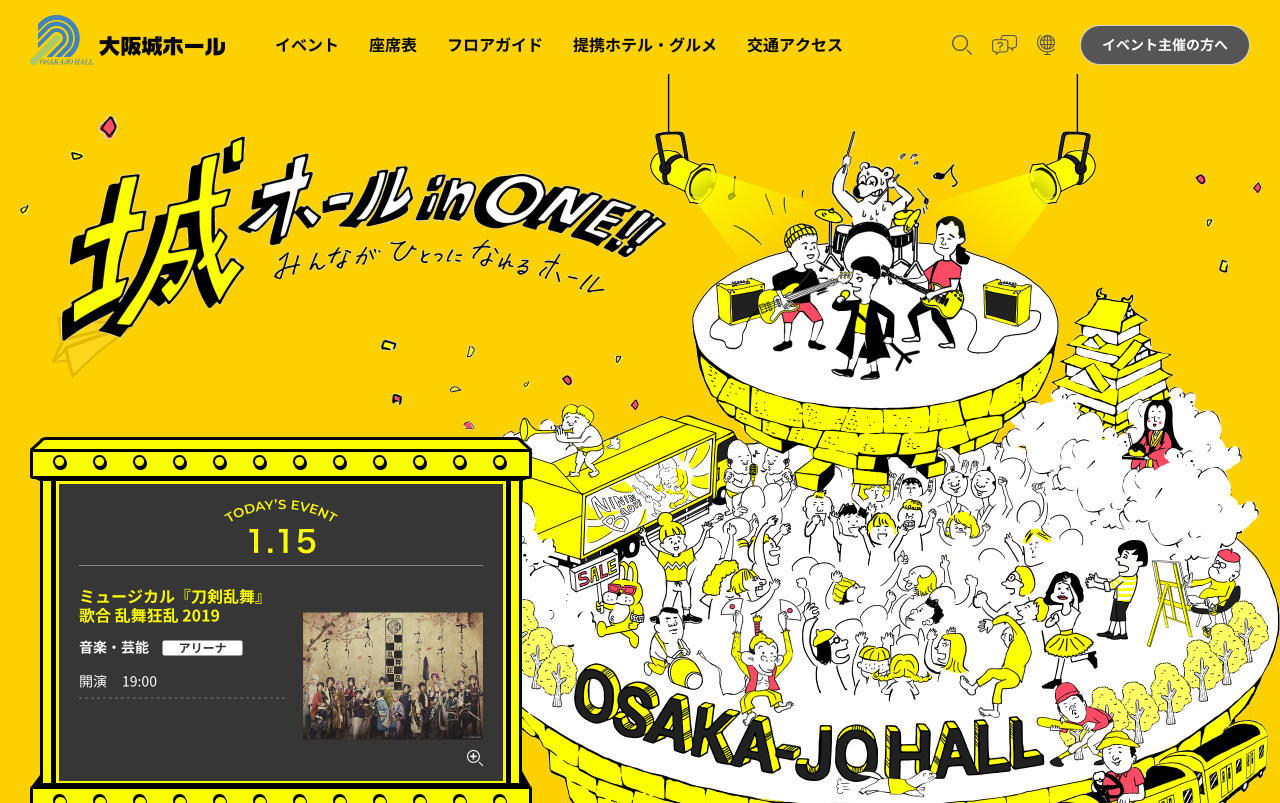 OSAKA-JO HALL
大阪城ホール
イベント
座席表
フロアガイド
提携ホテル・グルメ
交通アクセス
イベント主催の方へ
城ホール in ONE!!
みんなが ひとつに なれる ホール
NININ
BAOH
SALE
TODAY'S EVENT
1.15
ミュージカル『刀剣乱舞』
歌合 乱舞狂乱 2019
音楽・芸能
アリーナ
開演 19:00
OSAKA-JO HALL